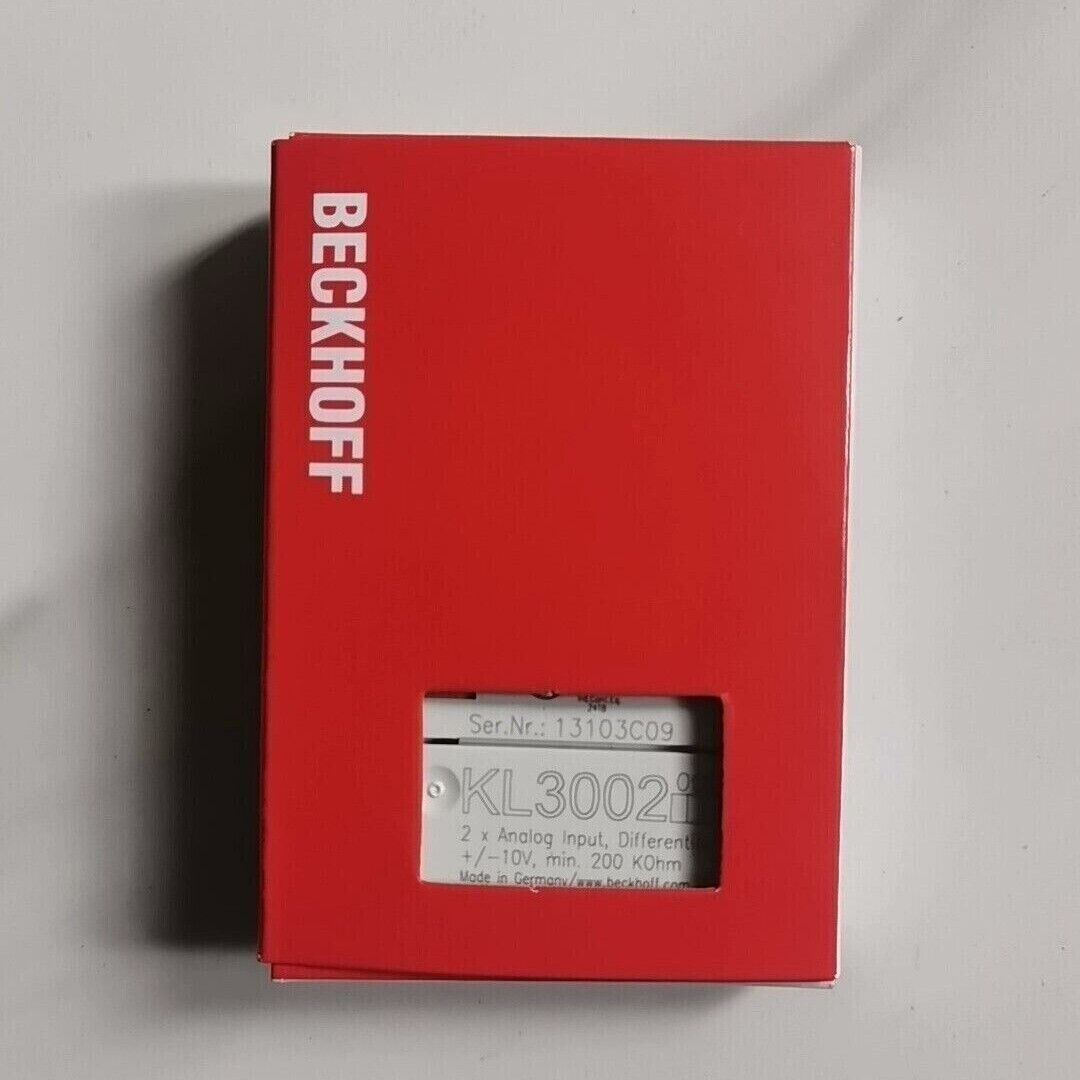 BECKHOFF
Ser.Nr.: 13103C09
KL3002
2 x Analog Input, Different
+/-10V, min. 200 KOhm
Made in Germany/www.beckhoff.com